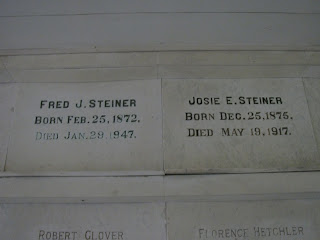 FRED J. STEINER
BORN FEB. 25, 1872.
DIED JAN. 29, 1947.
JOSIE E. STEINER
BORN DEC. 25, 1875.
DIED MAY 19, 1917.
ROBERT CLOVER
FLORENCE HETCHLER